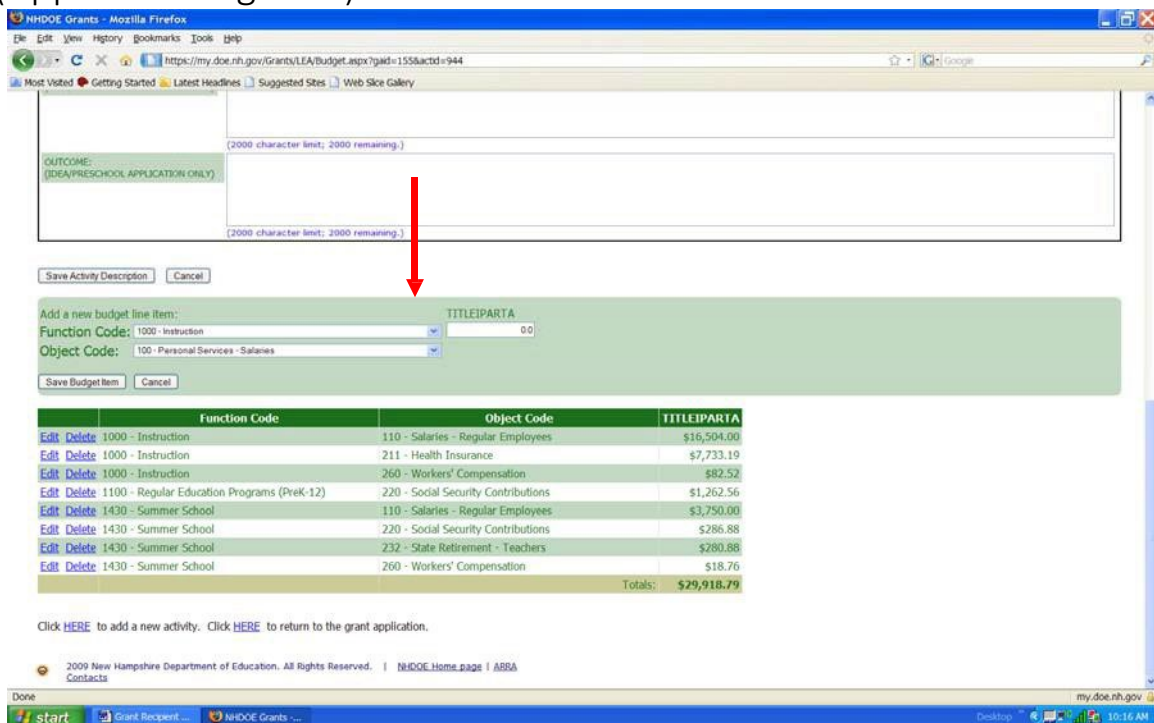 NHDOE Grants - Mozilla Firefox
File Edit View History Bookmarks Tools Help
https://my.doe.nh.gov/Grants/LEA/Budget.aspx?gaid=155&actid=944
Google
Most Visited Getting Started Latest Headlines Suggested Sites Web Slice Gallery
(2000 character limit; 2000 remaining.)
OUTCOME:
(IDEA/PRESCHOOL APPLICATION ONLY)
(2000 character limit; 2000 remaining.)
Save Activity Description Cancel
Add a new budget line item: TITLEIPARTA
Function Code: 1000 - Instruction 0.0
Object Code: 100 - Personal Services - Salaries
Save Budget Item Cancel
Function Code Object Code TITLEIPARTA
Edit Delete 1000 - Instruction 110 - Salaries - Regular Employees $16,504.00
Edit Delete 1000 - Instruction 211 - Health Insurance $7,733.19
Edit Delete 1000 - Instruction 260 - Workers' Compensation $82.52
Edit Delete 1100 - Regular Education Programs (PreK-12) 220 - Social Security Contributions $1,262.56
Edit Delete 1430 - Summer School 110 - Salaries - Regular Employees $3,750.00
Edit Delete 1430 - Summer School 220 - Social Security Contributions $286.88
Edit Delete 1430 - Summer School 232 - State Retirement - Teachers $280.88
Edit Delete 1430 - Summer School 260 - Workers' Compensation $18.76
Totals: $29,918.79
Click HERE to add a new activity. Click HERE to return to the grant application.
2009 New Hampshire Department of Education. All Rights Reserved. | NHDOE Home page | ARRA
Contacts
Done my.doe.nh.gov
start Grant Recipient ... NHDOE Grants -... Desktop 10:16 AM